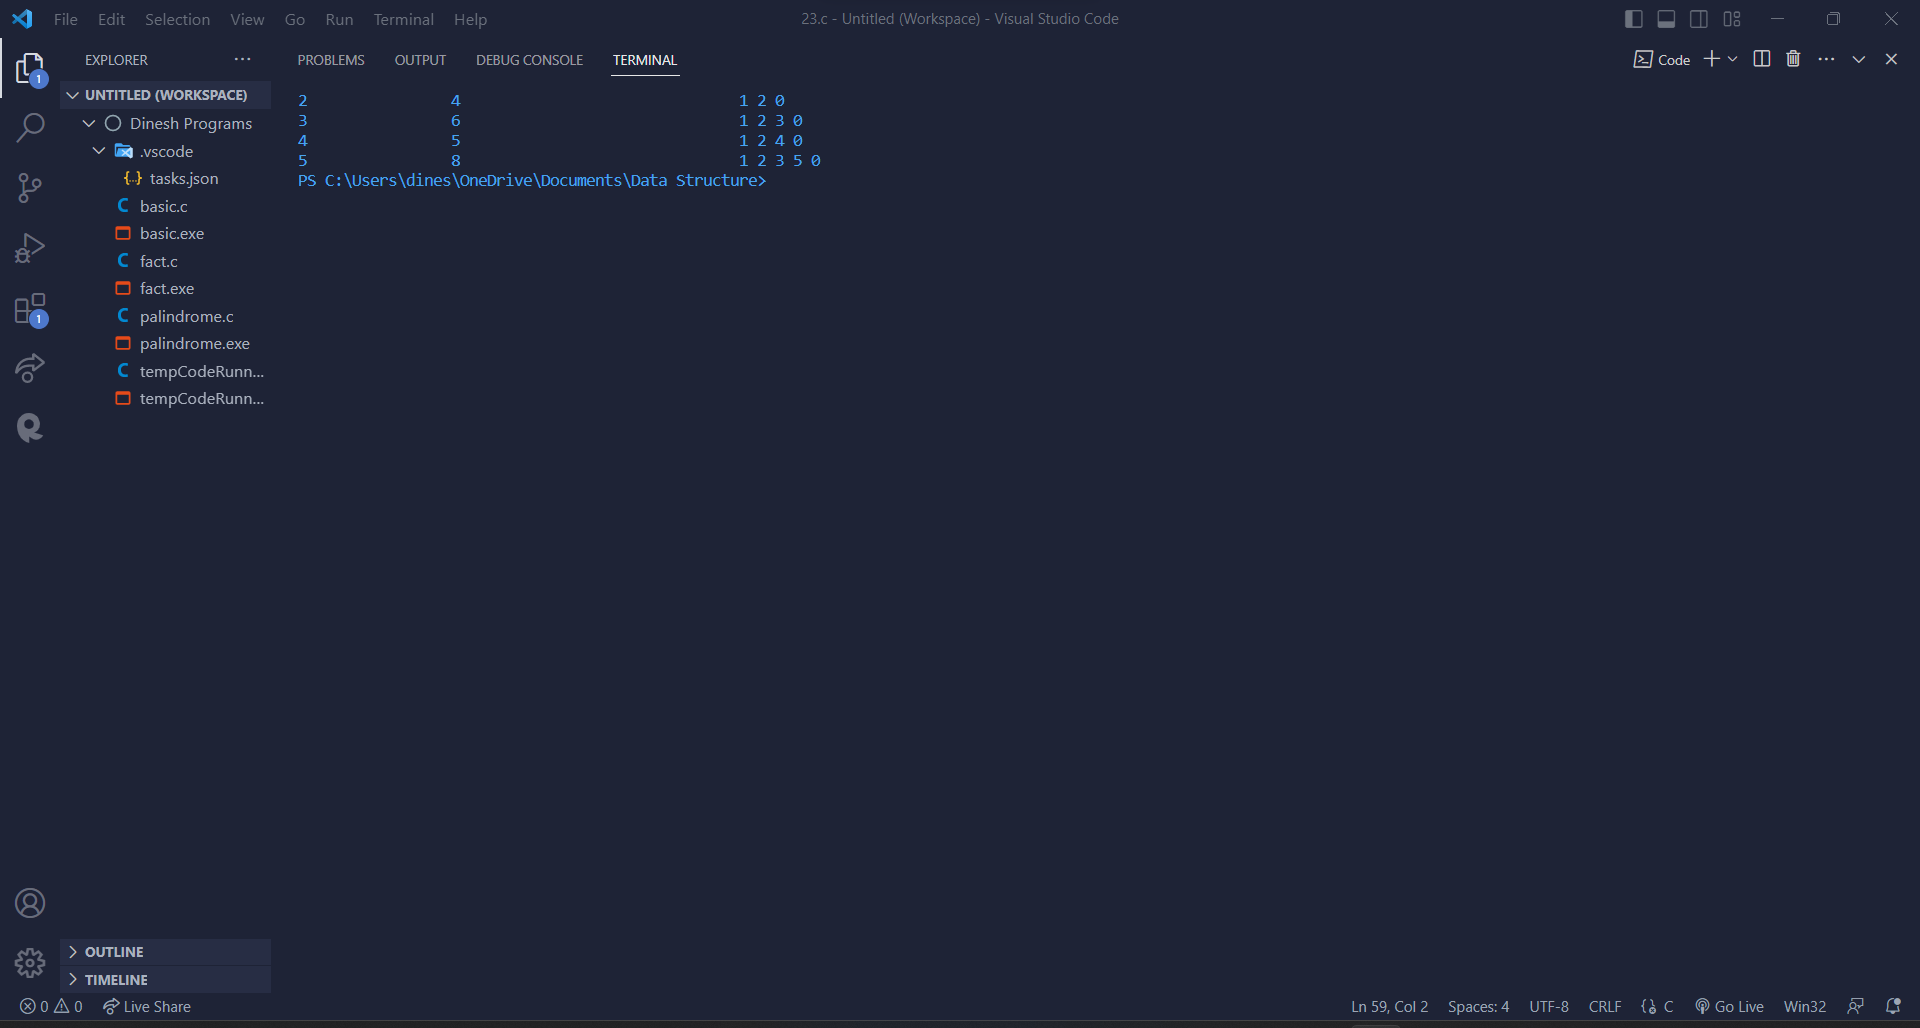 File Edit Selection View Go Run Terminal Help
23.c - Untitled (Workspace) - Visual Studio Code
EXPLORER
PROBLEMS OUTPUT DEBUG CONSOLE TERMINAL
Code
1
UNTITLED (WORKSPACE)
Dinesh Programs
.vscode
{..} tasks.json
C basic.c
basic.exe
C fact.c
fact.exe
1
C palindrome.c
palindrome.exe
C tempCodeRunn...
tempCodeRunn...
2 4 1 2 0
3 6 1 2 3 0
4 5 1 2 4 0
5 8 1 2 3 5 0
PS C:\Users\dines\OneDrive\Documents\Data Structure>
OUTLINE
TIMELINE
0 0 Live Share
Ln 59, Col 2 Spaces: 4 UTF-8 CRLF C Go Live Win32